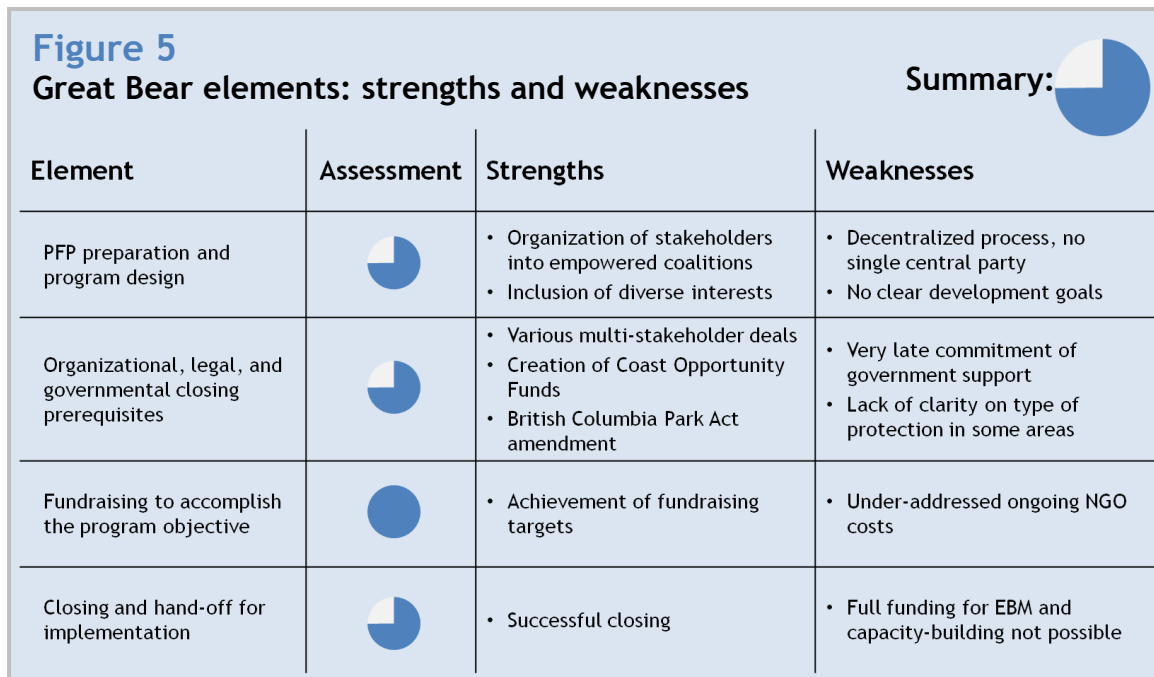 Figure 5
Great Bear elements: strengths and weaknesses
Summary:
Element
Assessment
Strengths
Weaknesses
PFP preparation and
program design
• Organization of stakeholders
into empowered coalitions
• Inclusion of diverse interests
• Decentralized process, no
single central party
• No clear development goals
Organizational, legal, and
governmental closing
prerequisites
• Various multi-stakeholder deals
• Creation of Coast Opportunity
Funds
• British Columbia Park Act
amendment
• Very late commitment of
government support
• Lack of clarity on type of
protection in some areas
Fundraising to accomplish
the program objective
• Achievement of fundraising
targets
• Under-addressed ongoing NGO
costs
Closing and hand-off for
implementation
• Successful closing
• Full funding for EBM and
capacity-building not possible